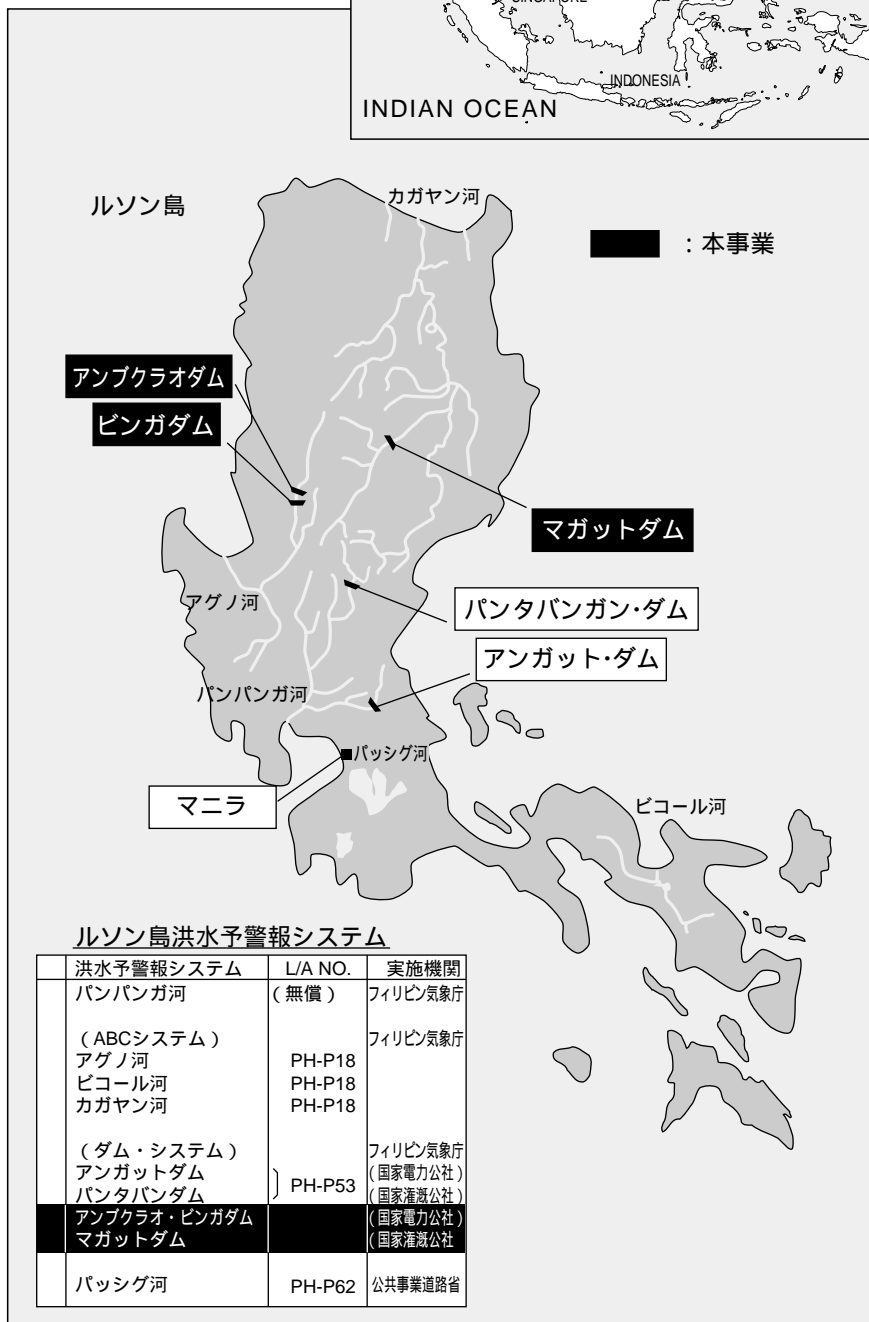 SINGAPORE
INDONESIA
INDIAN OCEAN
ルソン島
カガヤン河
：本事業
アンブクラオダム
ビンガダム
マガットダム
アグノ河
パンタバンガン・ダム
アンガット・ダム
パンパンガ河
パッシグ河
マニラ
ビコール河
ルソン島洪水予警報システム
洪水予警報システム L/A NO. 実施機関
パンパンガ河 （無償） フィリピン気象庁
（ABCシステム） フィリピン気象庁
アグノ河 PH-P18
ビコール河 PH-P18
カガヤン河 PH-P18
（ダム・システム） フィリピン気象庁
アンガットダム （国家電力公社）
｝ PH-P53
パンタバンダム （国家潅漑公社）
アンブクラオ・ビンガダム （国家電力公社）
マガットダム （国家潅漑公社
パッシグ河 PH-P62 公共事業道路省